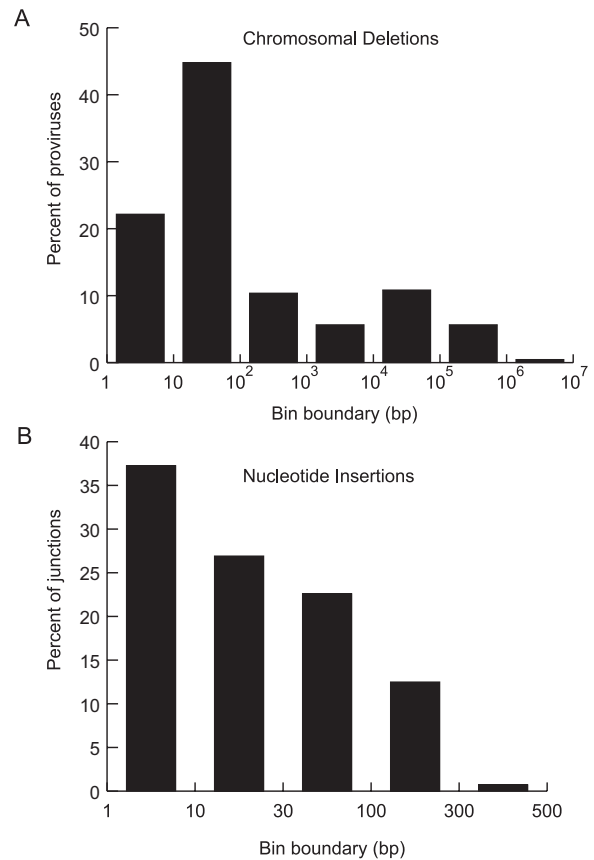 A
Chromosomal Deletions
Percent of proviruses
50
40
30
20
10
0
1 10 10² 10³ 10⁴ 10⁵ 10⁶ 10⁷
Bin boundary (bp)
B
Nucleotide Insertions
Percent of junctions
40
35
30
25
20
15
10
5
0
1 10 30 100 300 500
Bin boundary (bp)